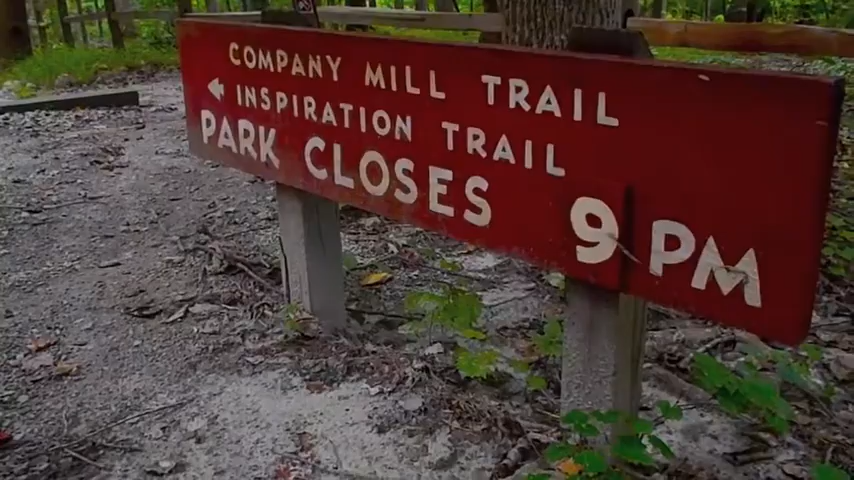 COMPANY MILL TRAIL
INSPIRATION TRAIL
PARK CLOSES 9 PM